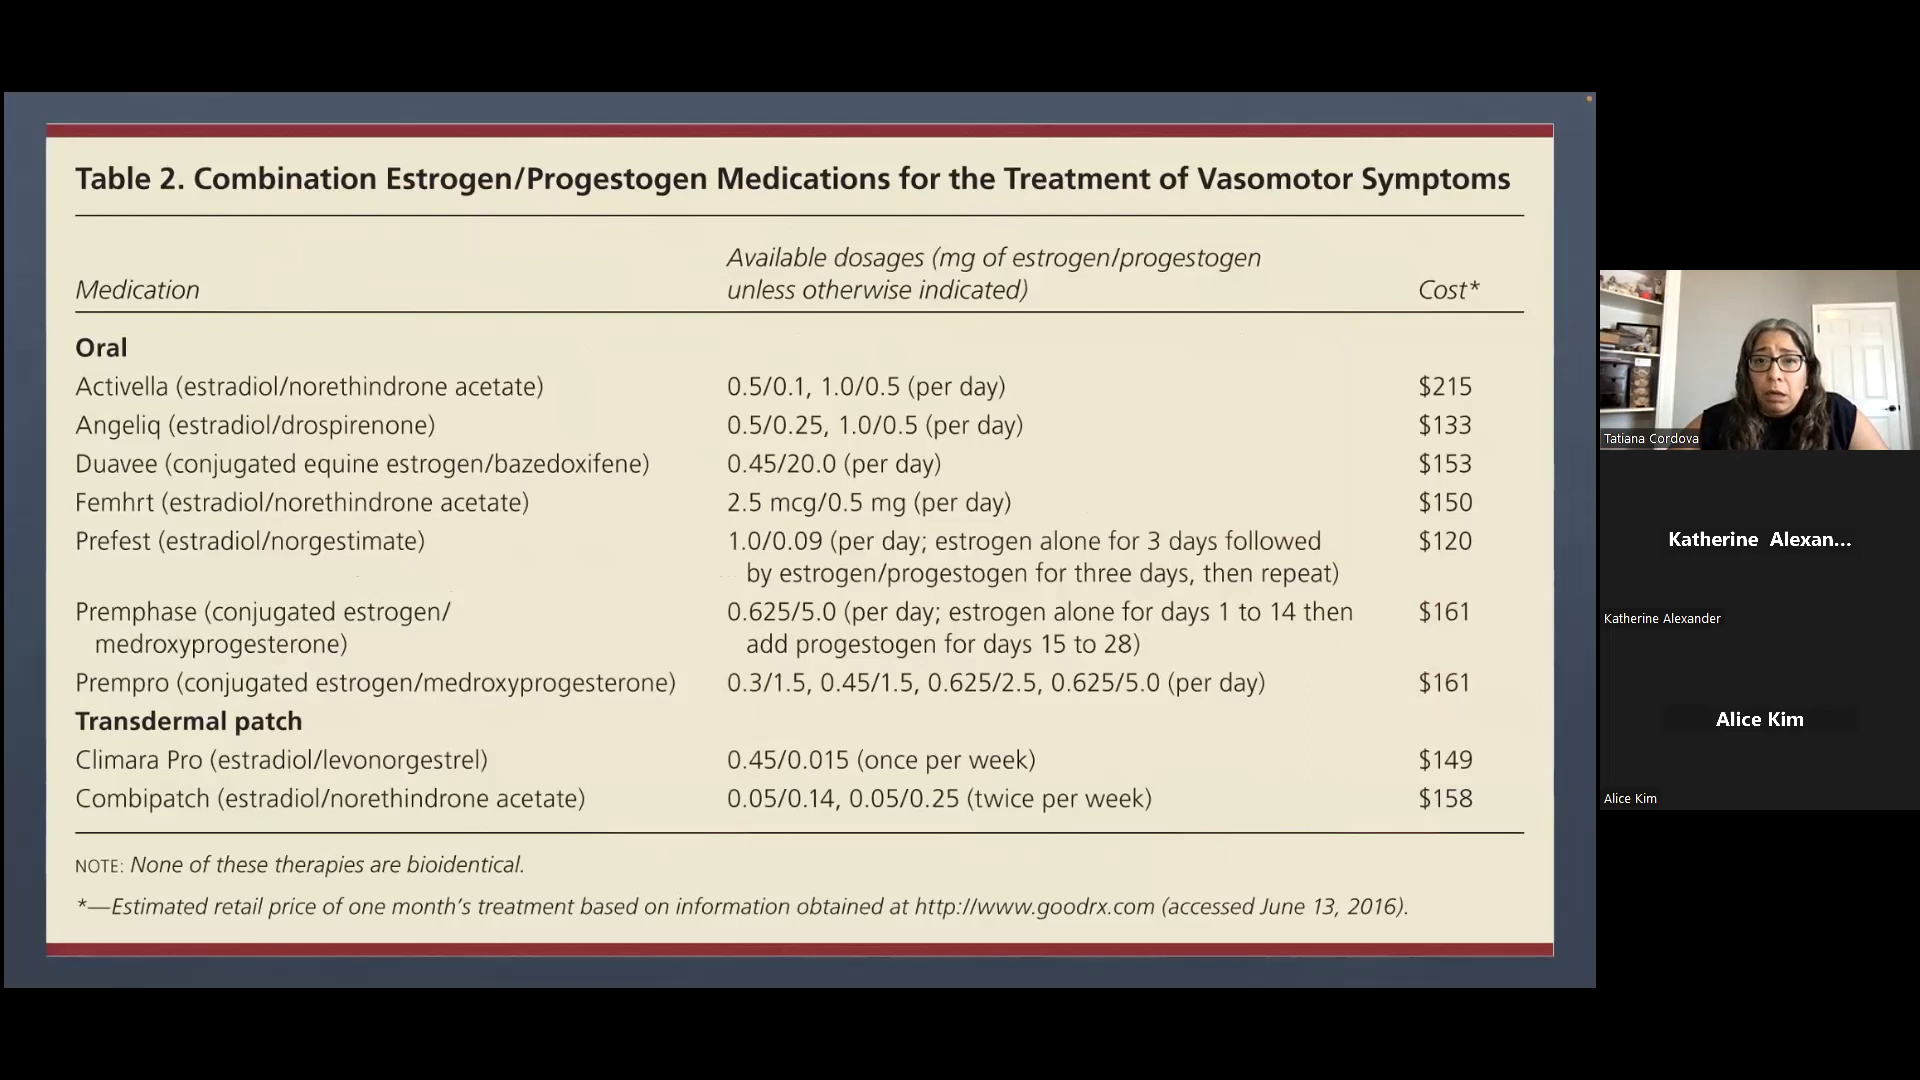 Table 2. Combination Estrogen/Progestogen Medications for the Treatment of Vasomotor Symptoms
Medication
Available dosages (mg of estrogen/progestogen
unless otherwise indicated)
Cost*
Oral
Activella (estradiol/norethindrone acetate) 0.5/0.1, 1.0/0.5 (per day) $215
Angeliq (estradiol/drospirenone) 0.5/0.25, 1.0/0.5 (per day) $133
Duavee (conjugated equine estrogen/bazedoxifene) 0.45/20.0 (per day) $153
Femhrt (estradiol/norethindrone acetate) 2.5 mcg/0.5 mg (per day) $150
Prefest (estradiol/norgestimate) 1.0/0.09 (per day; estrogen alone for 3 days followed $120
by estrogen/progestogen for three days, then repeat)
Premphase (conjugated estrogen/ 0.625/5.0 (per day; estrogen alone for days 1 to 14 then $161
medroxyprogesterone) add progestogen for days 15 to 28)
Prempro (conjugated estrogen/medroxyprogesterone) 0.3/1.5, 0.45/1.5, 0.625/2.5, 0.625/5.0 (per day) $161
Transdermal patch
Climara Pro (estradiol/levonorgestrel) 0.45/0.015 (once per week) $149
Combipatch (estradiol/norethindrone acetate) 0.05/0.14, 0.05/0.25 (twice per week) $158
NOTE: None of these therapies are bioidentical.
*—Estimated retail price of one month's treatment based on information obtained at http://www.goodrx.com (accessed June 13, 2016).
Tatiana Cordova
Katherine Alexan...
Katherine Alexander
Alice Kim
Alice Kim